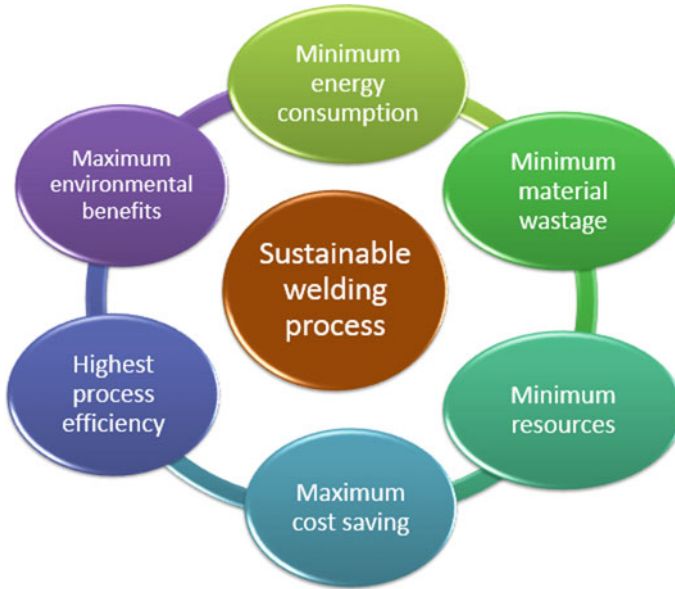 Minimum
energy
consumption
Minimum
material
wastage
Minimum
resources
Maximum
cost saving
Highest
process
efficiency
Maximum
environmental
benefits
Sustainable
welding
process